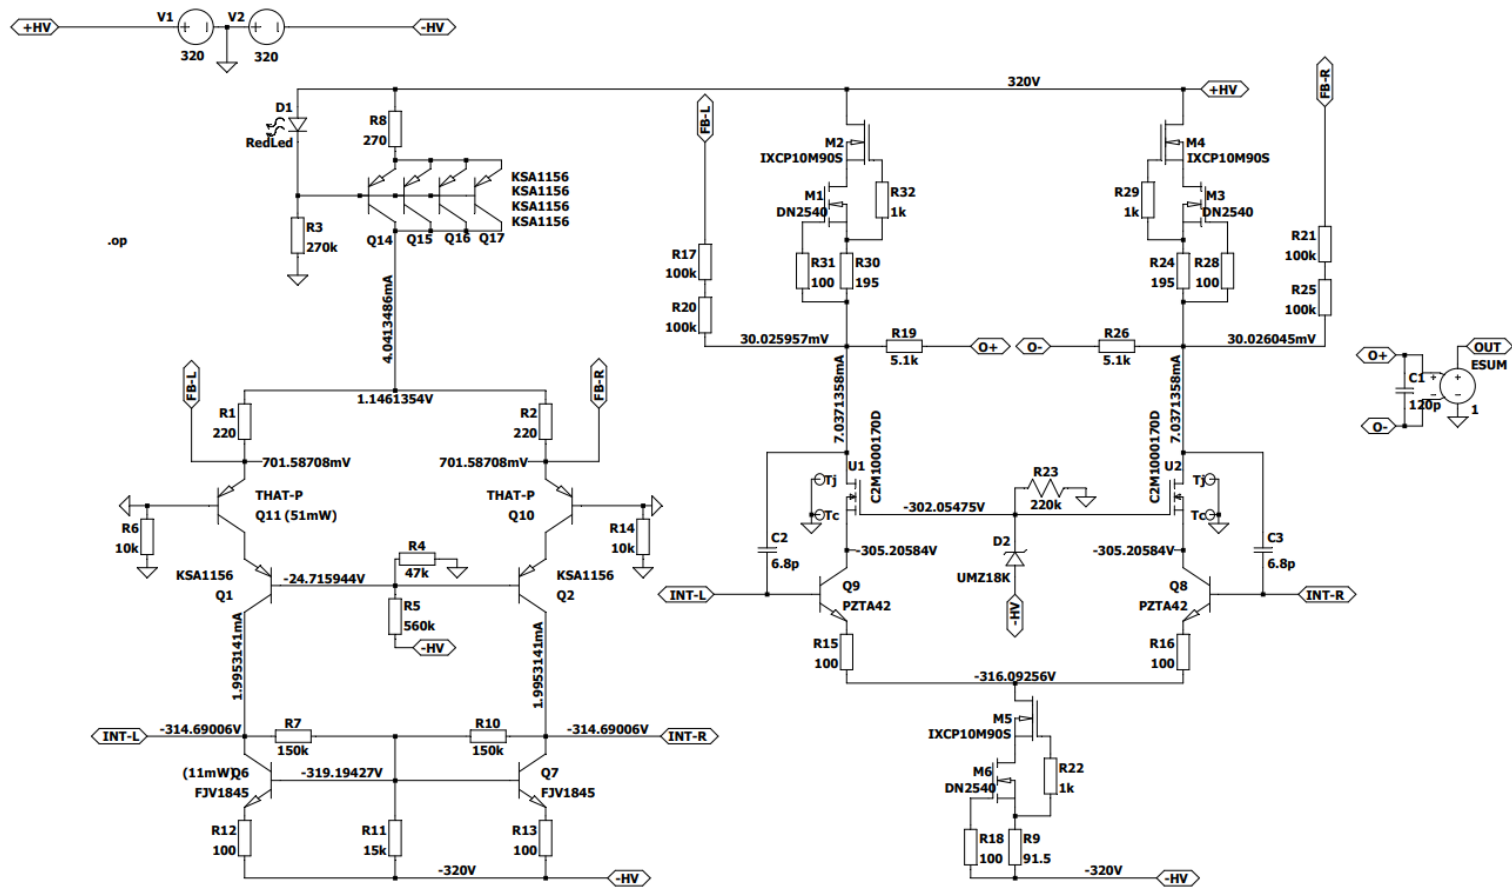 +HV
V1
V2
-HV
320
320
320V
+HV
FB-R
D1
RedLed
R8
270
FB-L
M2
IXCP10M90S
M4
IXCP10M90S
KSA1156
KSA1156
KSA1156
KSA1156
M1
DN2540
R32
1k
R29
1k
M3
DN2540
R3
270k
Q14
Q15
Q16
Q17
.op
R17
100k
R31
100
R30
195
R24
195
R28
100
R21
100k
R20
100k
R25
100k
4.0413486mA
30.025957mV
R19
5.1k
O+
O-
R26
5.1k
30.026045mV
O+
OUT
ESUM
C1
120p
1
O-
FB-L
FB-R
1.1461354V
R1
220
R2
220
7.0371358mA
7.0371358mA
701.58708mV
701.58708mV
U1
C2M1000170D
Tj
Tc
R23
220k
U2
C2M1000170D
Tj
Tc
THAT-P
Q11 (51mW)
THAT-P
Q10
R6
10k
R14
10k
-302.05475V
C2
6.8p
-305.20584V
D2
UMZ18K
-305.20584V
C3
6.8p
R4
47k
KSA1156
Q1
-24.715944V
KSA1156
Q2
R5
560k
-HV
INT-L
Q9
PZTA42
-HV
Q8
PZTA42
INT-R
1.9953141mA
1.9953141mA
R15
100
R16
100
-316.09256V
INT-L
-314.69006V
R7
150k
R10
150k
-314.69006V
INT-R
M5
IXCP10M90S
(11mW)Q6
FJV1845
-319.19427V
Q7
FJV1845
M6
DN2540
R22
1k
R12
100
R11
15k
R13
100
R18
100
R9
91.5
-320V
-HV
-320V
-HV